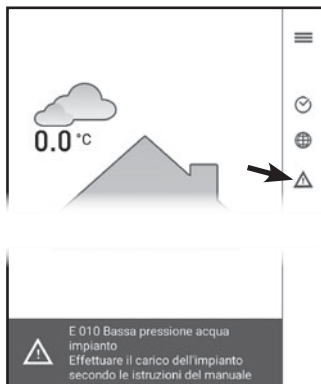 0.0 °C
E 010 Bassa pressione acqua
impianto
Effettuare il carico dell'impianto
secondo le istruzioni del manuale